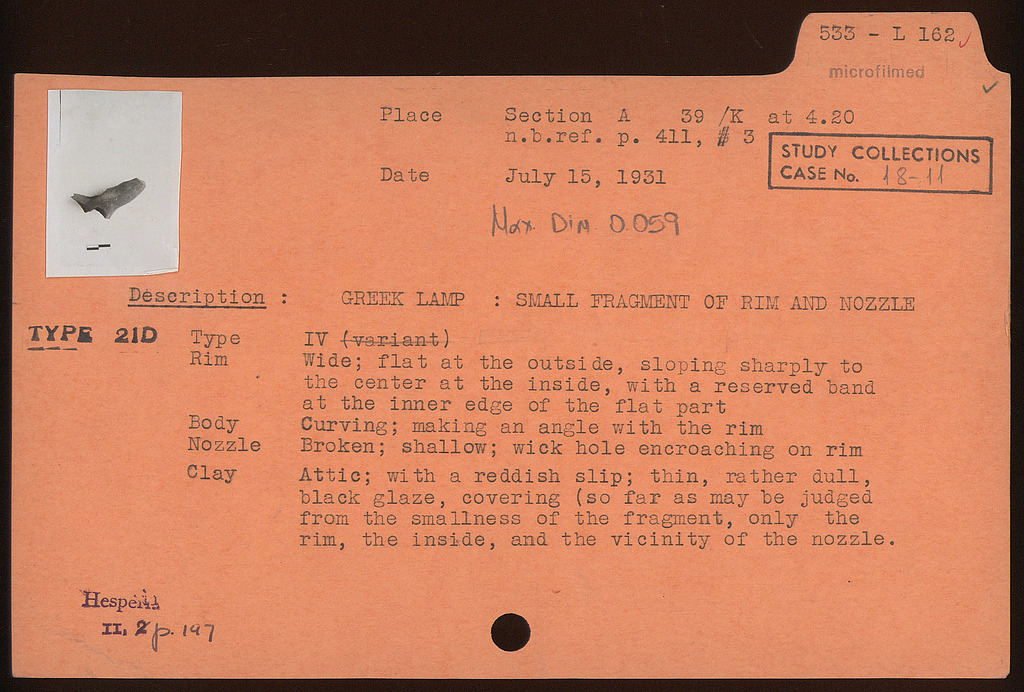 533 - L 162
microfilmed
Place Section A 39 /K at 4.20
n.b.ref. p. 411, # 3
STUDY COLLECTIONS
CASE No. 18-11
Date July 15, 1931
Max. Dim 0.059
Description : GREEK LAMP : SMALL FRAGMENT OF RIM AND NOZZLE
TYPE 21D
Type IV (variant)
Rim Wide; flat at the outside, sloping sharply to
the center at the inside, with a reserved band
at the inner edge of the flat part
Body Curving; making an angle with the rim
Nozzle Broken; shallow; wick hole encroaching on rim
Clay Attic; with a reddish slip; thin, rather dull,
black glaze, covering (so far as may be judged
from the smallness of the fragment, only the
rim, the inside, and the vicinity of the nozzle.
Hesperia
II, 2 p. 197